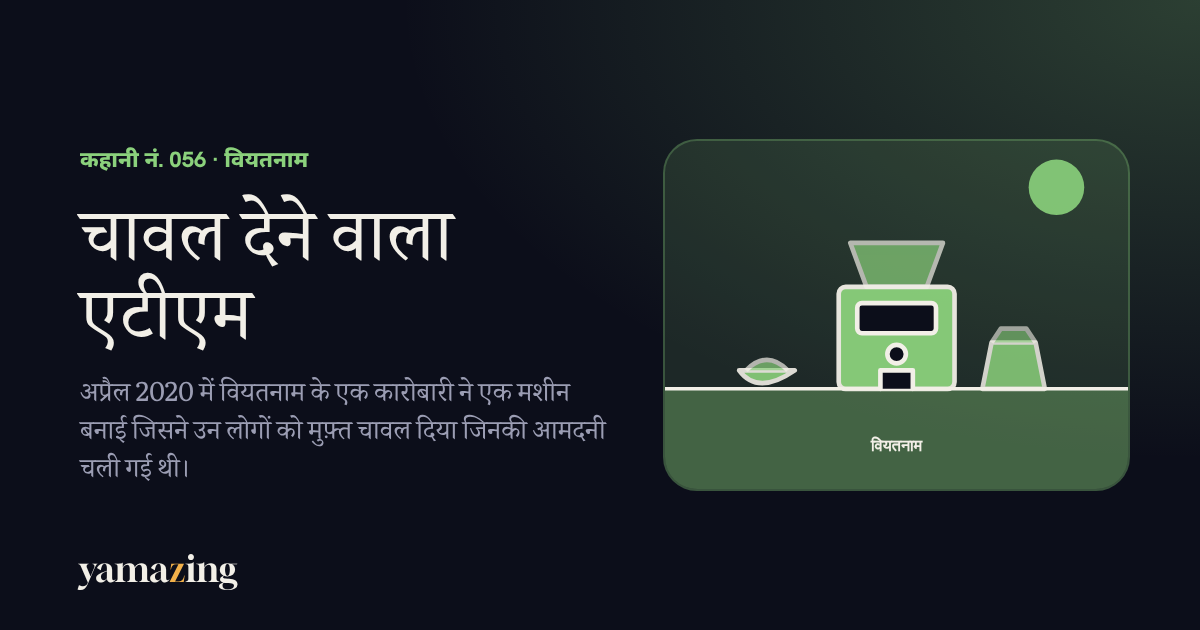 कहानी नं. 056 · वियतनाम
चावल देने वाला
एटीएम
अप्रैल 2020 में वियतनाम के एक कारोबारी ने एक मशीन
बनाई जिसने उन लोगों को मुफ़्त चावल दिया जिनकी आमदनी
चली गई थी।
वियतनाम
yamazing